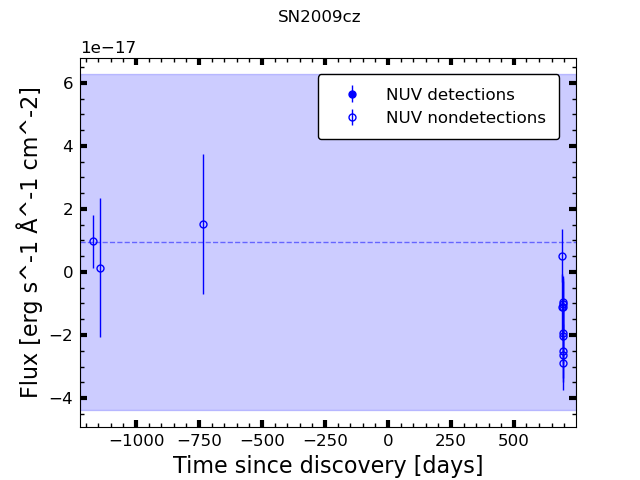 SN2009cz
1e−17
NUV detections
NUV nondetections
6
4
2
0
−2
−4
Flux [erg s^-1 Å^-1 cm^-2]
−1000 −750 −500 −250 0 250 500
Time since discovery [days]